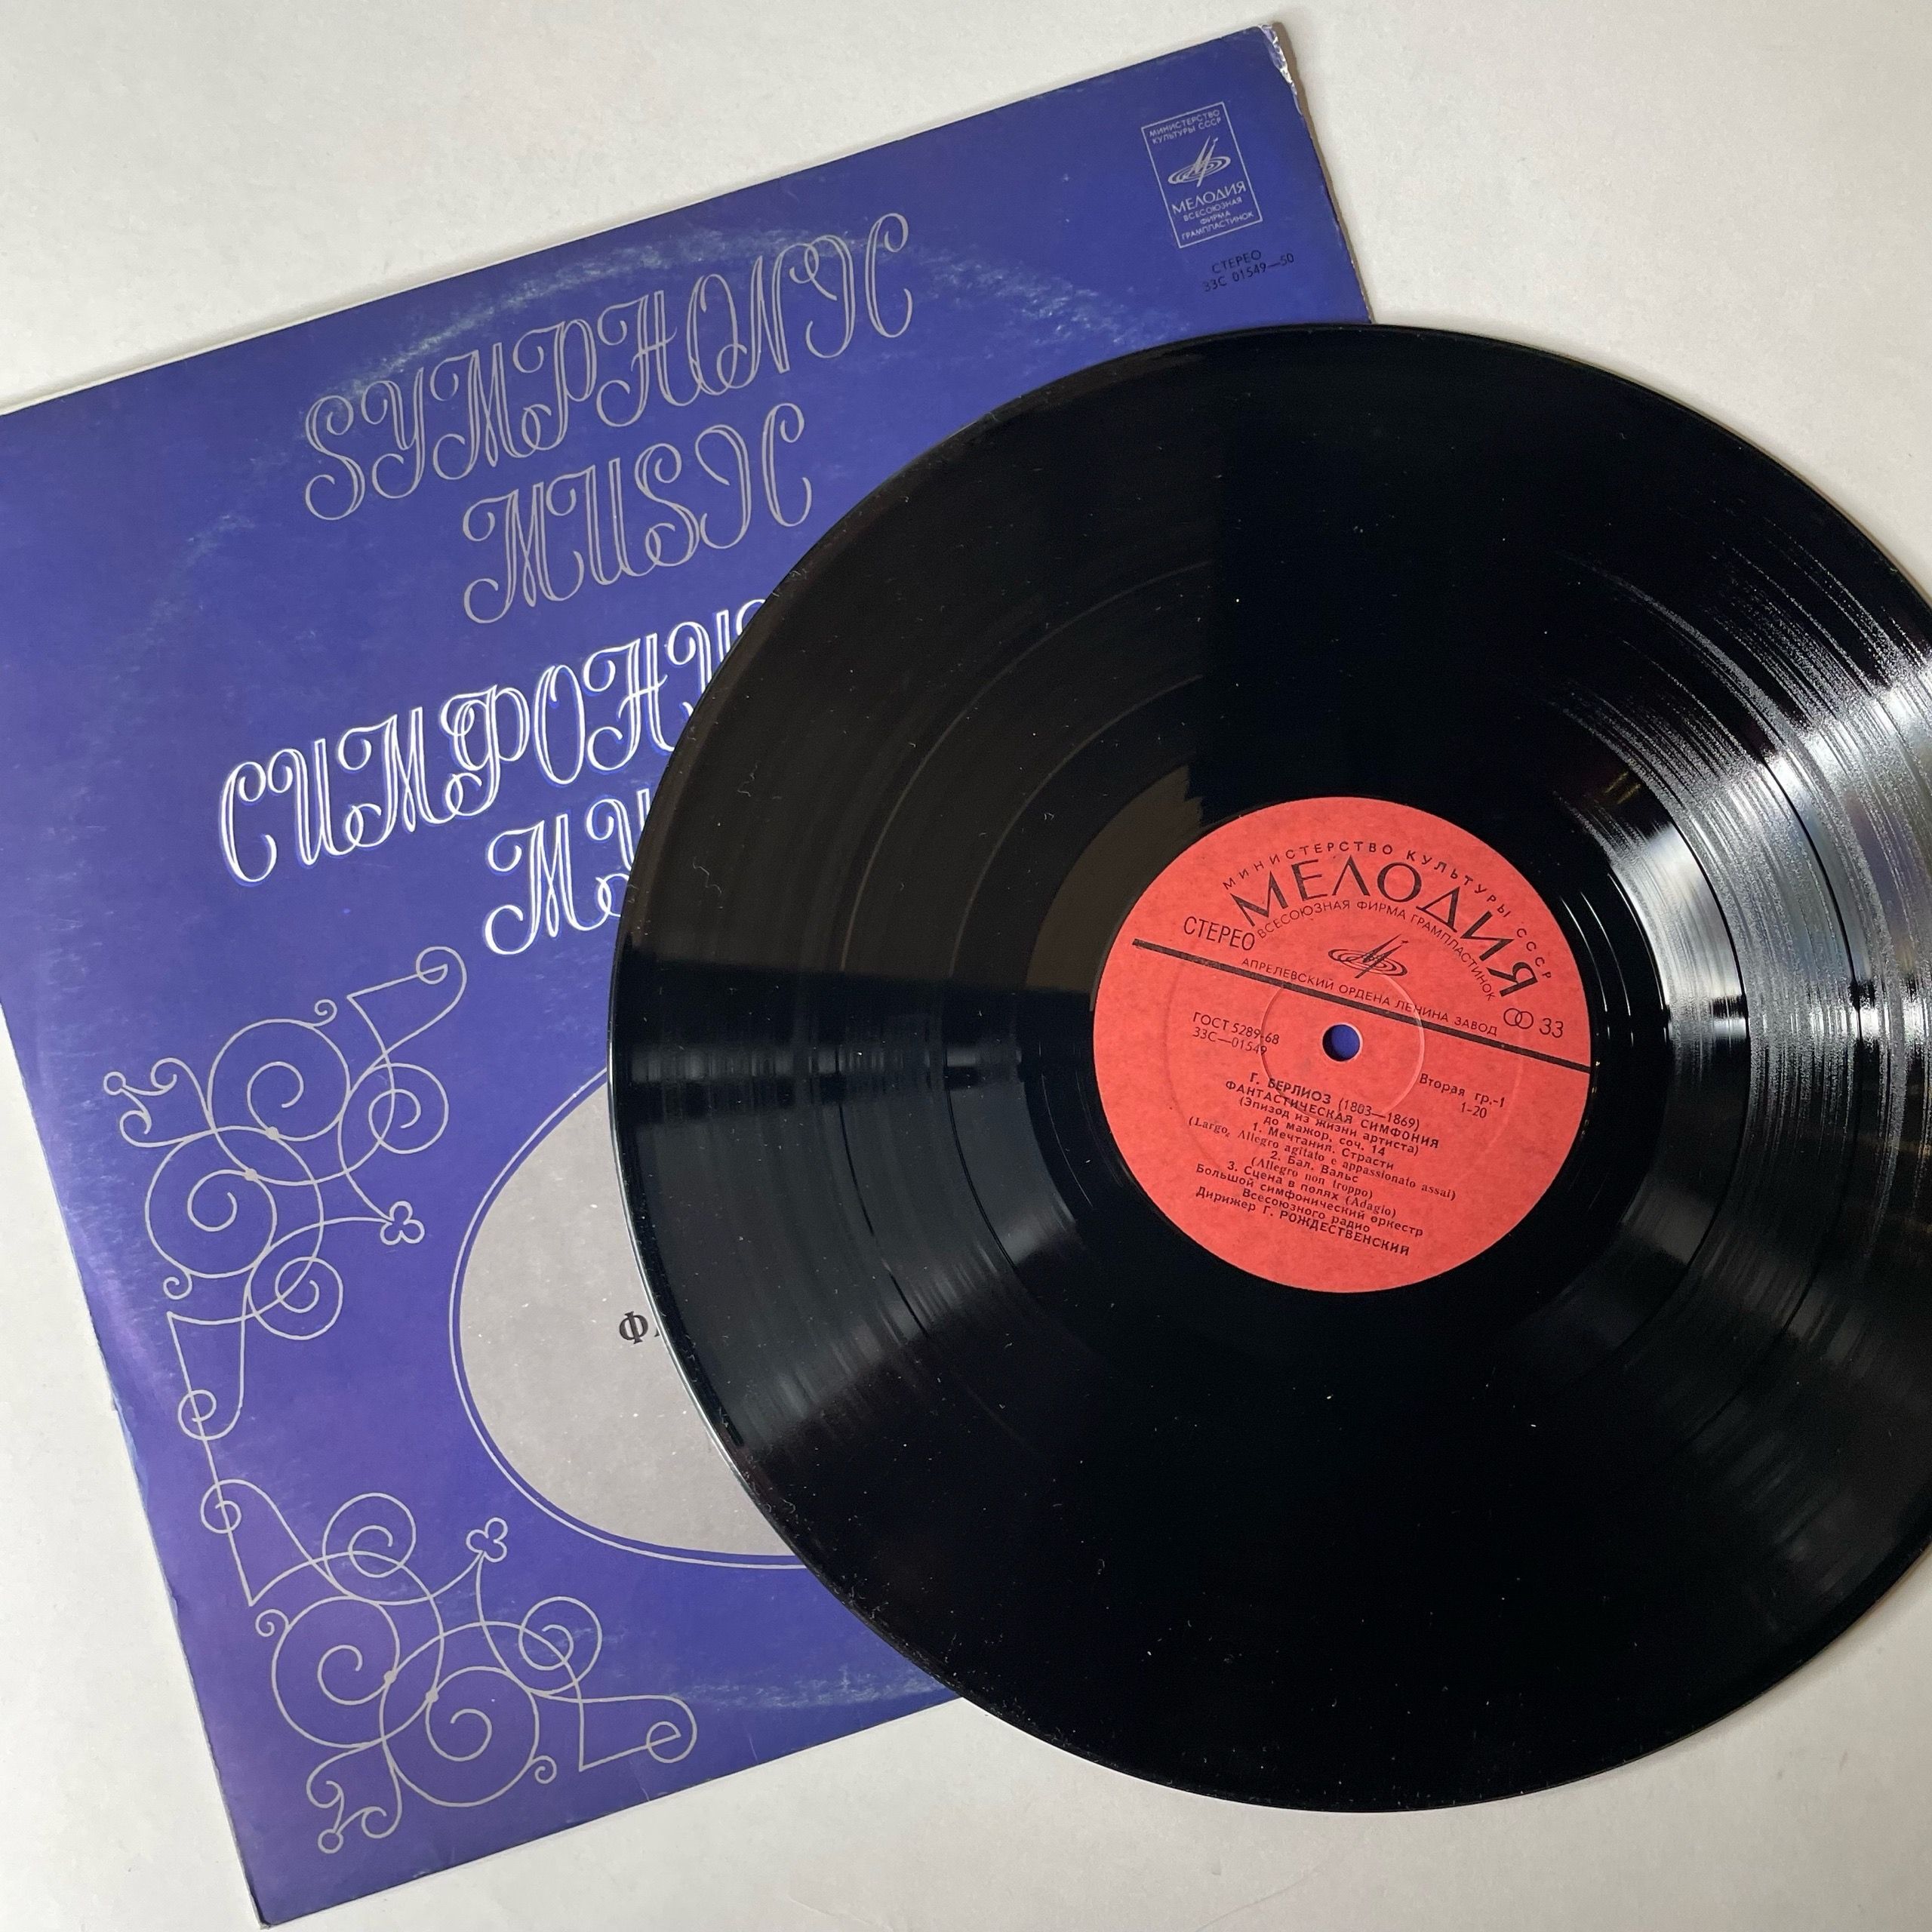 МИНИСТЕРСТВО
КУЛЬТУРЫ СССР
МЕЛОДИЯ
ВСЕСОЮЗНАЯ
ФИРМА
ГРАМПЛАСТИНОК
СТЕРЕО
33С 01549—50
SYMPHONIC
MUSIC
МИНИСТЕРСТВО КУЛЬТУРЫ СССР
МЕЛОДИЯ
ВСЕСОЮЗНАЯ ФИРМА ГРАМПЛАСТИНОК
СТЕРЕО
АПРЕЛЕВСКИЙ ОРДЕНА ЛЕНИНА ЗАВОД
33
ГОСТ 5289-68
33С—01549
Вторая гр.-1
1-20
Г. БЕРЛИОЗ (1803—1869)
ФАНТАСТИЧЕСКАЯ СИМФОНИЯ
(Эпизод из жизни артиста)
до мажор, соч. 14
1. Мечтания. Страсти
(Largo, Allegro agitato e appassionato assai)
2. Бал. Вальс
(Allegro non troppo)
3. Сцена в полях (Adagio)
Большой симфонический оркестр
Всесоюзного радио
Дирижер Г. РОЖДЕСТВЕНСКИЙ